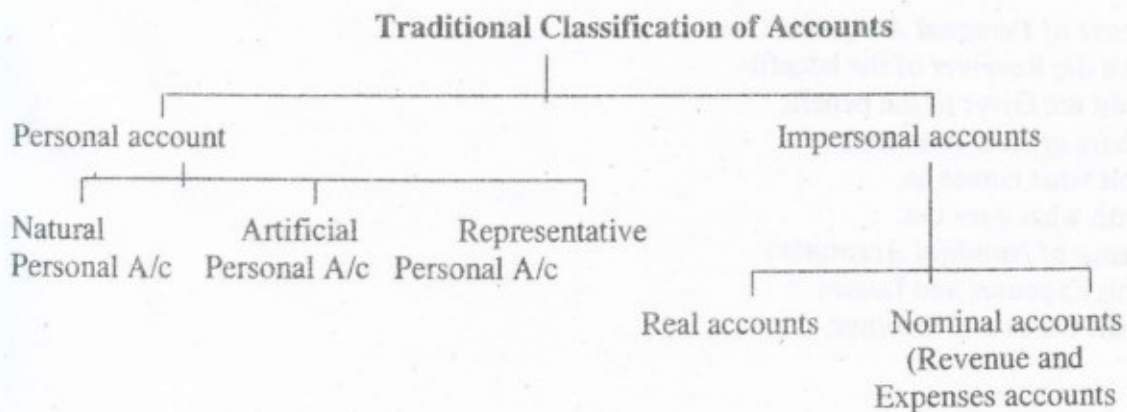 Traditional Classification of Accounts
Personal account
Impersonal accounts
Natural
Personal A/c
Artificial
Personal A/c
Representative
Personal A/c
Real accounts
Nominal accounts
(Revenue and
Expenses accounts